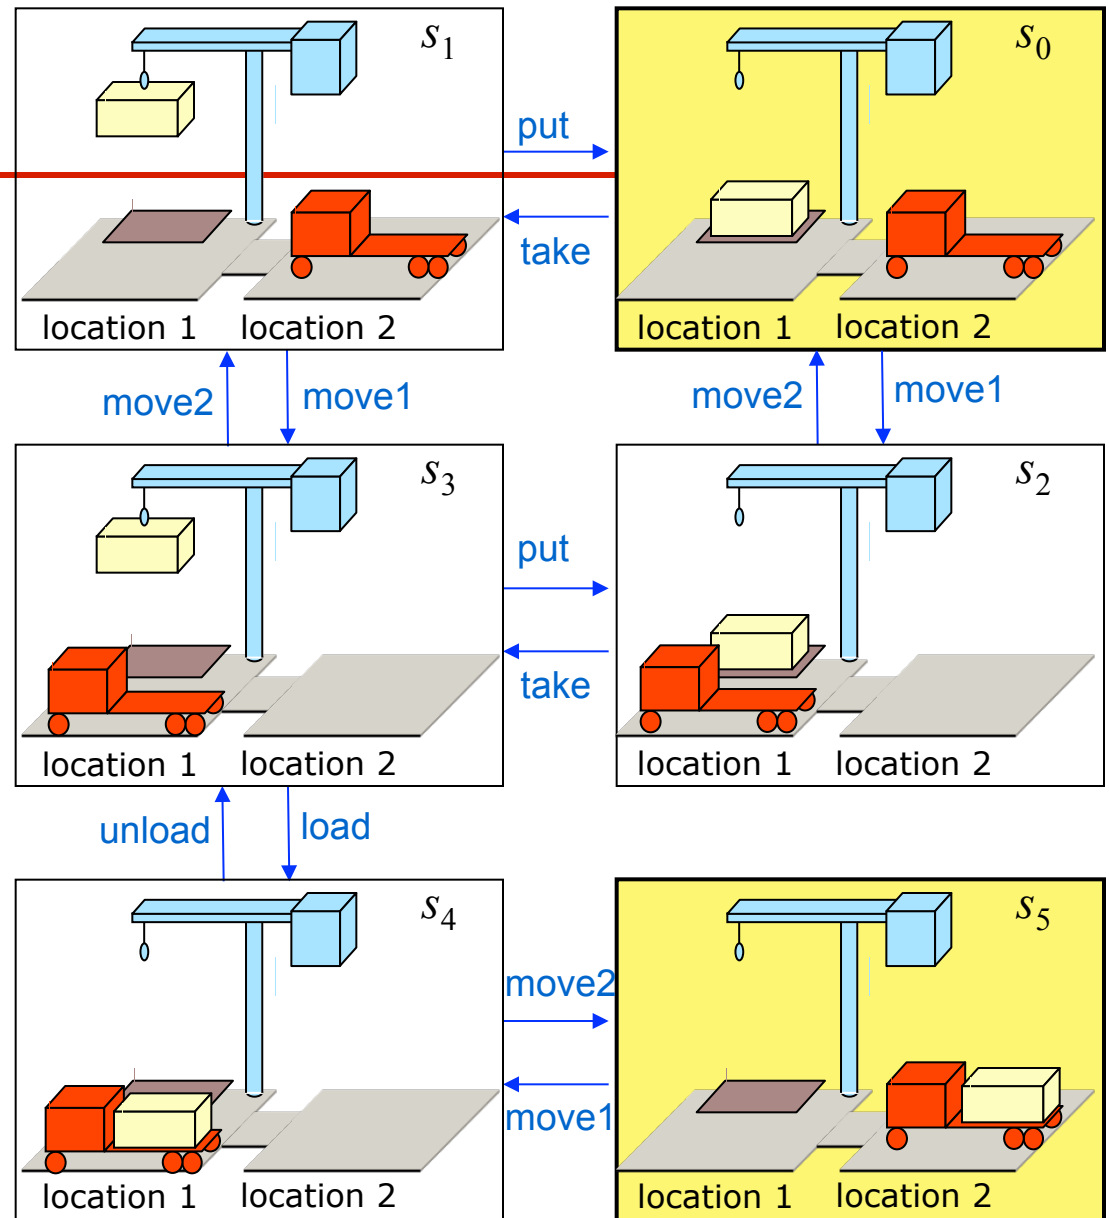 s1
s0
put
take
location 1 location 2
location 1 location 2
move2 move1
move2 move1
s3
s2
put
take
location 1 location 2
location 1 location 2
unload load
s4
s5
move2
move1
location 1 location 2
location 1 location 2